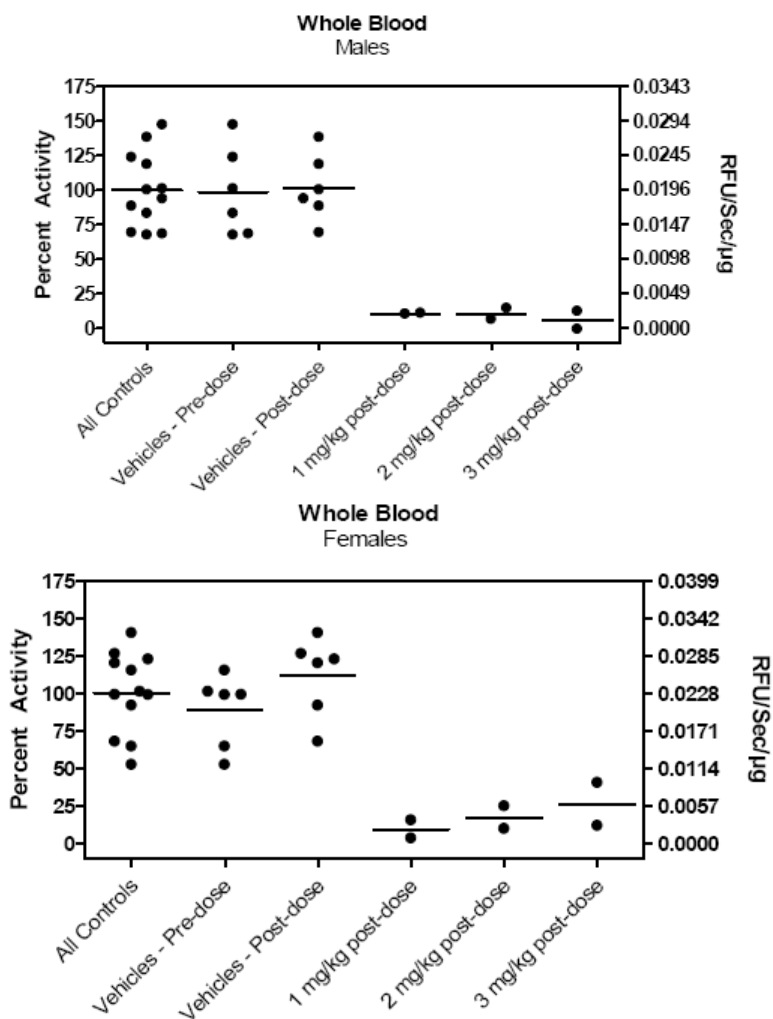 Whole Blood
Males
Percent Activity
175
150
125
100
75
50
25
0
0.0343
0.0294
0.0245
0.0196
0.0147
0.0098
0.0049
0.0000
RFU/Sec/µg
All Controls
Vehicles - Pre-dose
Vehicles - Post-dose
1 mg/kg post-dose
2 mg/kg post-dose
3 mg/kg post-dose
Whole Blood
Females
Percent Activity
175
150
125
100
75
50
25
0
0.0399
0.0342
0.0285
0.0228
0.0171
0.0114
0.0057
0.0000
RFU/Sec/µg
All Controls
Vehicles - Pre-dose
Vehicles - Post-dose
1 mg/kg post-dose
2 mg/kg post-dose
3 mg/kg post-dose